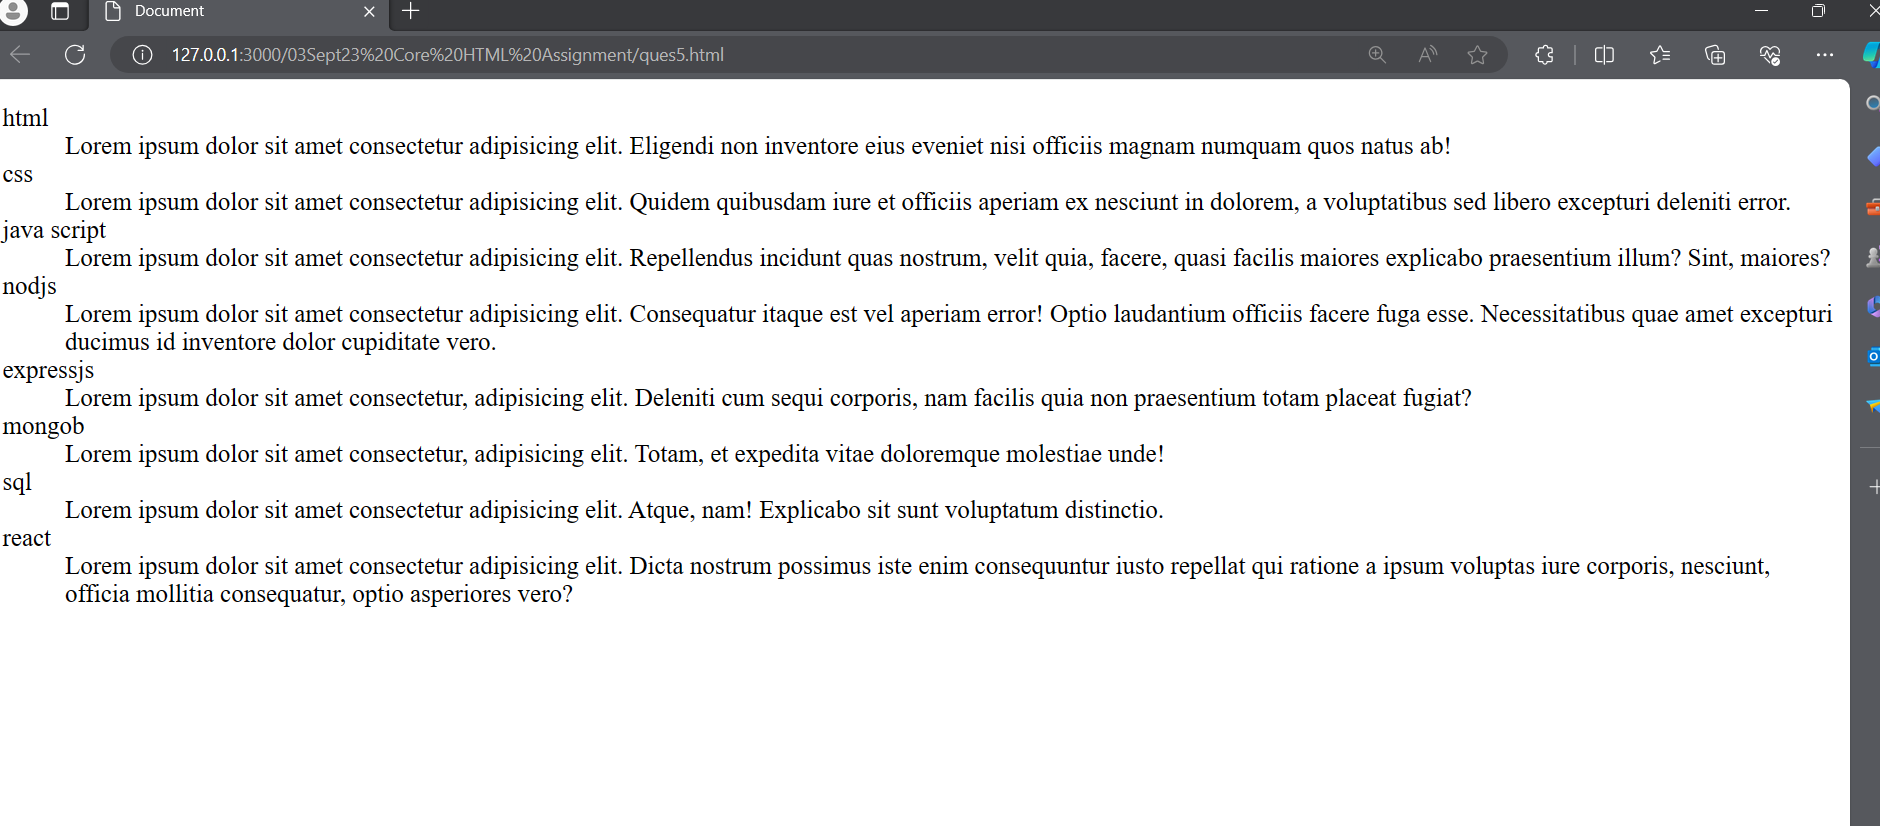 Document
127.0.0.1:3000/03Sept23%20Core%20HTML%20Assignment/ques5.html
html
Lorem ipsum dolor sit amet consectetur adipisicing elit. Eligendi non inventore eius eveniet nisi officiis magnam numquam quos natus ab!
css
Lorem ipsum dolor sit amet consectetur adipisicing elit. Quidem quibusdam iure et officiis aperiam ex nesciunt in dolorem, a voluptatibus sed libero excepturi deleniti error.
java script
Lorem ipsum dolor sit amet consectetur adipisicing elit. Repellendus incidunt quas nostrum, velit quia, facere, quasi facilis maiores explicabo praesentium illum? Sint, maiores?
nodjs
Lorem ipsum dolor sit amet consectetur adipisicing elit. Consequatur itaque est vel aperiam error! Optio laudantium officiis facere fuga esse. Necessitatibus quae amet excepturi
ducimus id inventore dolor cupiditate vero.
expressjs
Lorem ipsum dolor sit amet consectetur, adipisicing elit. Deleniti cum sequi corporis, nam facilis quia non praesentium totam placeat fugiat?
mongob
Lorem ipsum dolor sit amet consectetur, adipisicing elit. Totam, et expedita vitae doloremque molestiae unde!
sql
Lorem ipsum dolor sit amet consectetur adipisicing elit. Atque, nam! Explicabo sit sunt voluptatum distinctio.
react
Lorem ipsum dolor sit amet consectetur adipisicing elit. Dicta nostrum possimus iste enim consequuntur iusto repellat qui ratione a ipsum voluptas iure corporis, nesciunt,
officia mollitia consequatur, optio asperiores vero?